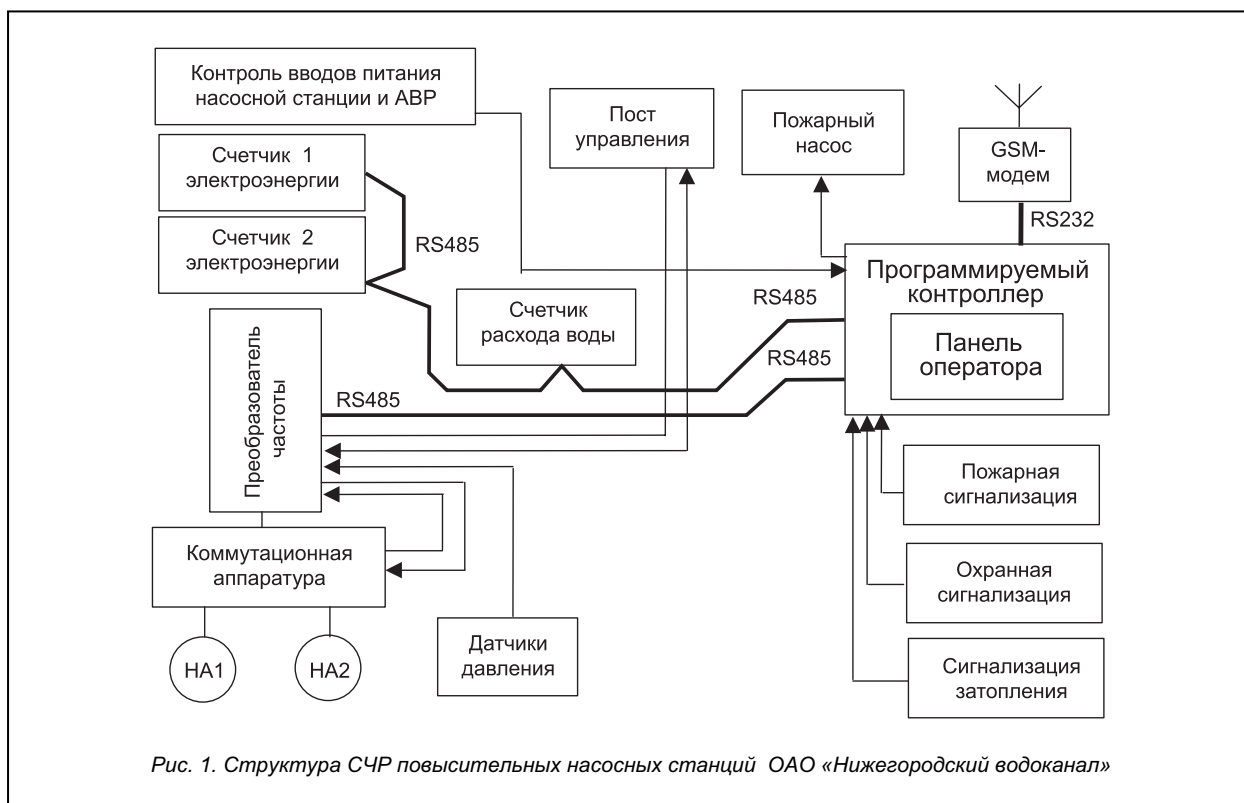 Контроль вводов питания
насосной станции и АВР
Счетчик 1
электроэнергии
Счетчик 2
электроэнергии
RS485
Пост
управления
Пожарный
насос
GSM-
модем
RS232
Программируемый
контроллер
Панель
оператора
RS485
RS485
Счетчик
расхода воды
RS485
Преобразователь
частоты
Коммутационная
аппаратура
НА1
НА2
Датчики
давления
Пожарная
сигнализация
Охранная
сигнализация
Сигнализация
затопления
Рис. 1. Структура СЧР повысительных насосных станций ОАО «Нижегородский водоканал»